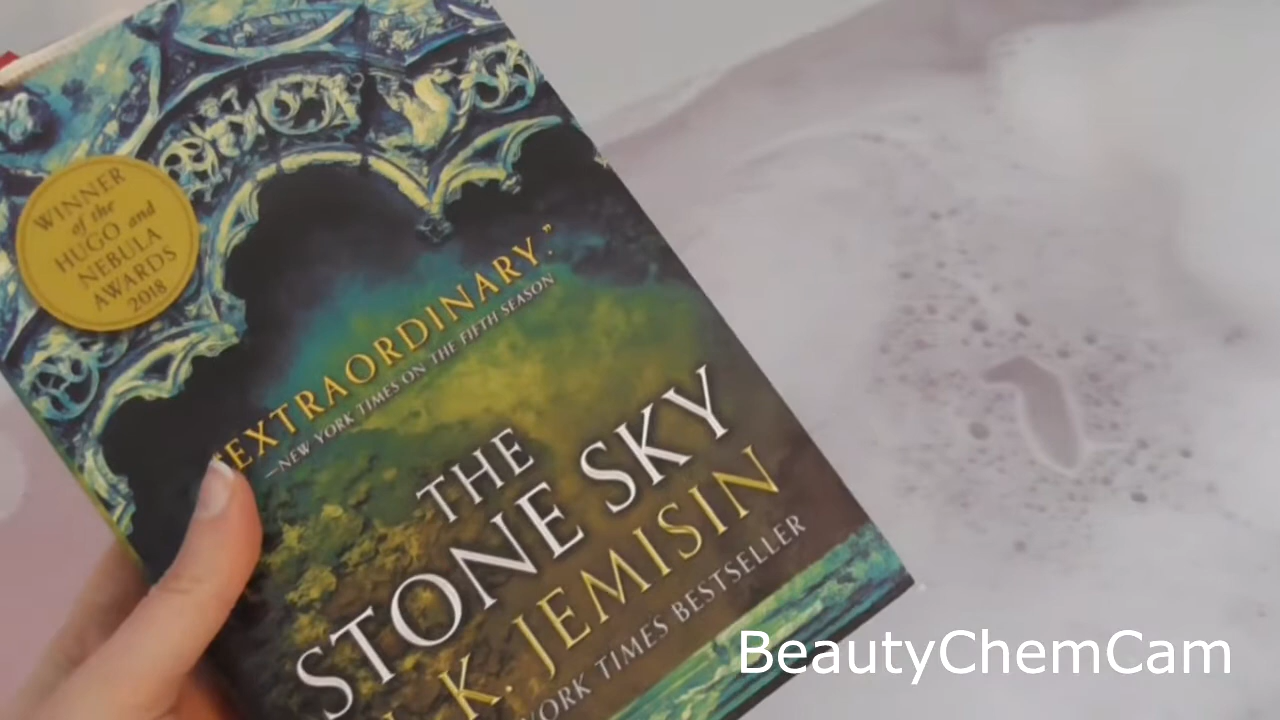 WINNER
of the
HUGO and
NEBULA
AWARDS
2018
"EXTRAORDINARY."
—NEW YORK TIMES ON THE FIFTH SEASON
THE
STONE SKY
K. JEMISIN
YORK TIMES BESTSELLER
BeautyChemCam